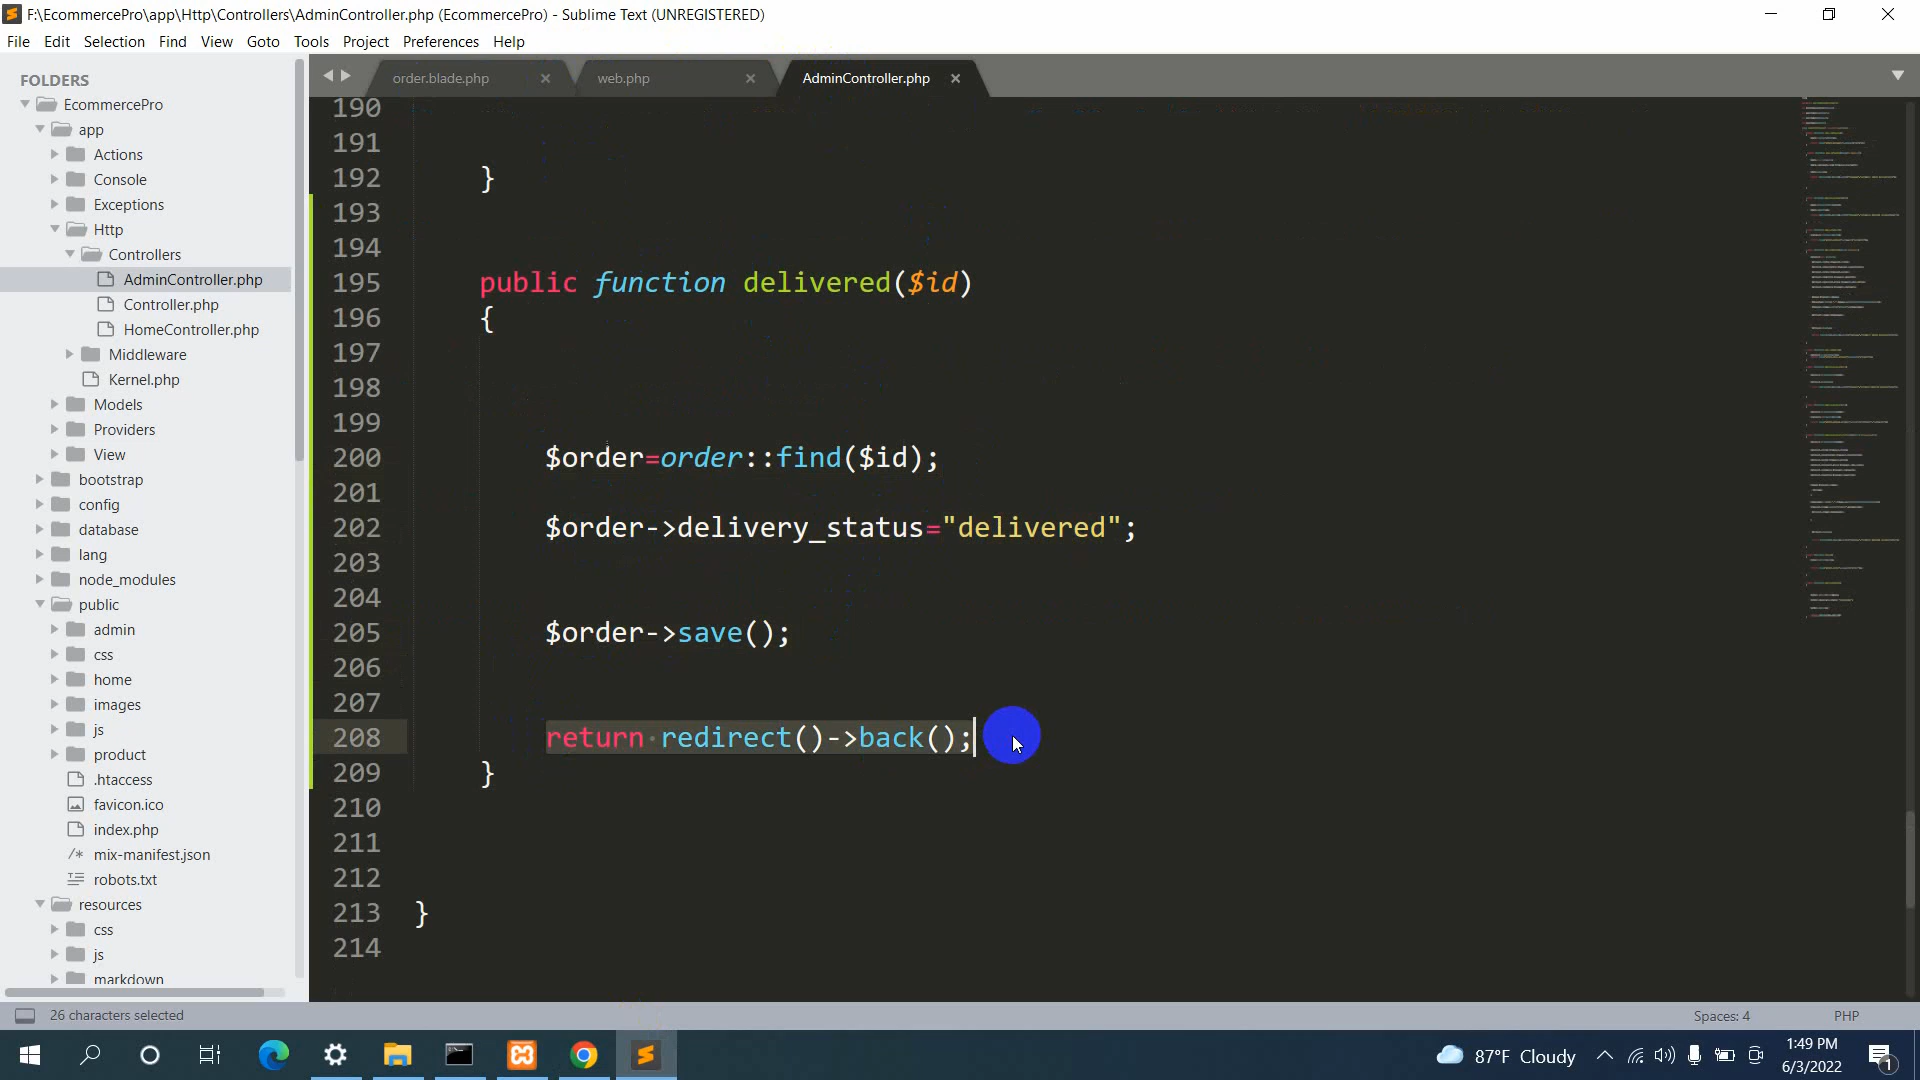 F:\EcommercePro\app\Http\Controllers\AdminController.php (EcommercePro) - Sublime Text (UNREGISTERED)
File Edit Selection Find View Goto Tools Project Preferences Help
FOLDERS
EcommercePro
app
Actions
Console
Exceptions
Http
Controllers
AdminController.php
Controller.php
HomeController.php
Middleware
Kernel.php
Models
Providers
View
bootstrap
config
database
lang
node_modules
public
admin
css
home
images
js
product
.htaccess
favicon.ico
index.php
mix-manifest.json
robots.txt
resources
css
js
markdown
order.blade.php web.php AdminController.php
190
191
192 }
193
194
195 public function delivered($id)
196 {
197
198
199
200 $order=order::find($id);
201
202 $order->delivery_status="delivered";
203
204
205 $order->save();
206
207
208 return redirect()->back();
209 }
210
211
212
213 }
214
26 characters selected Spaces: 4 PHP
87°F Cloudy 1:49 PM
6/3/2022
1